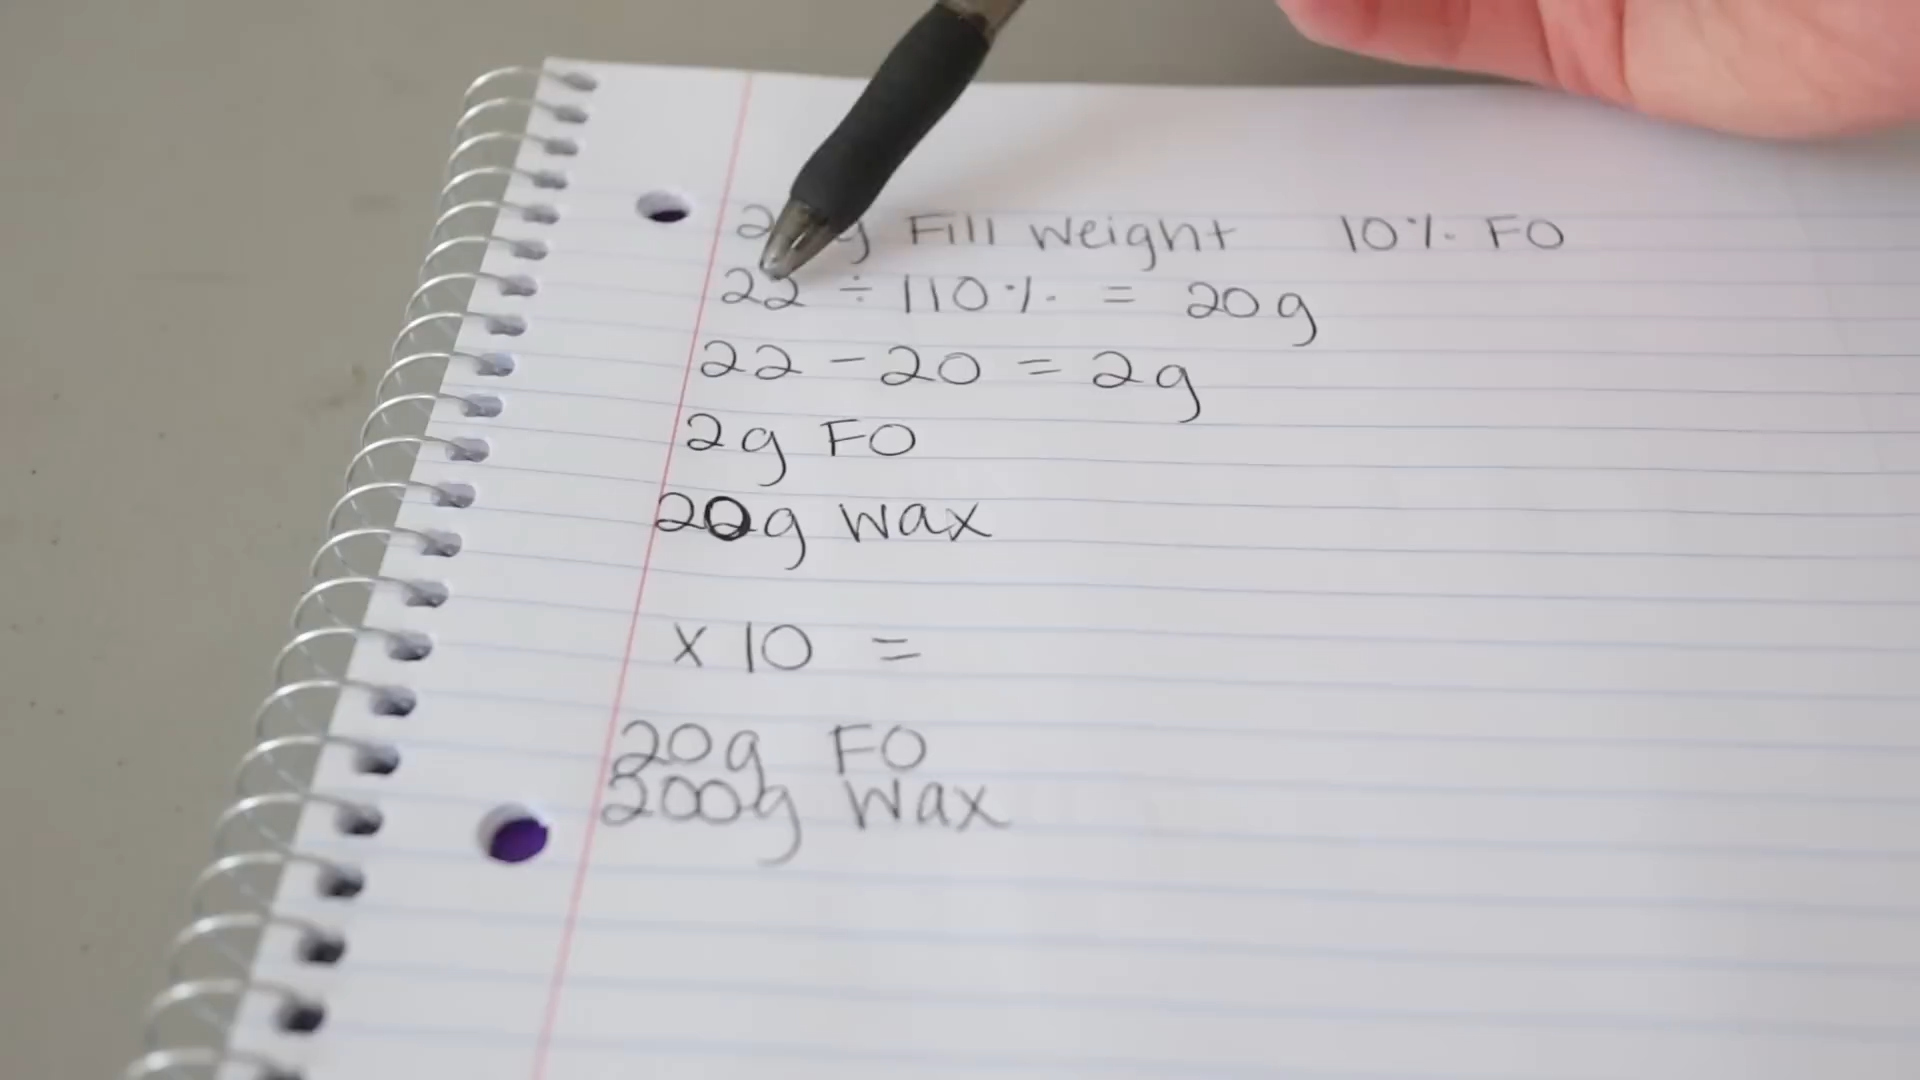 Fill Weight 10% FO
22 ÷ 110% = 20g
22 - 20 = 2g
2g FO
20g wax
x 10 =
20g FO
200g Wax